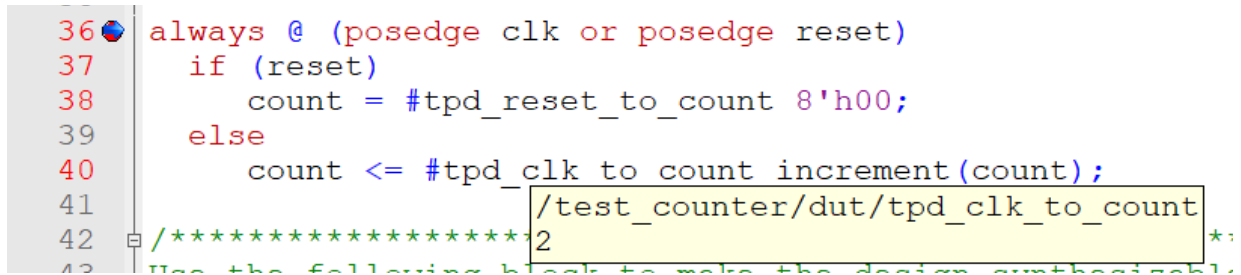 36 always @ (posedge clk or posedge reset)
37 if (reset)
38 count = #tpd_reset_to_count 8'h00;
39 else
40 count <= #tpd_clk_to_count increment(count);
41 /test_counter/dut/tpd_clk_to_count
42 /****************** 2 **